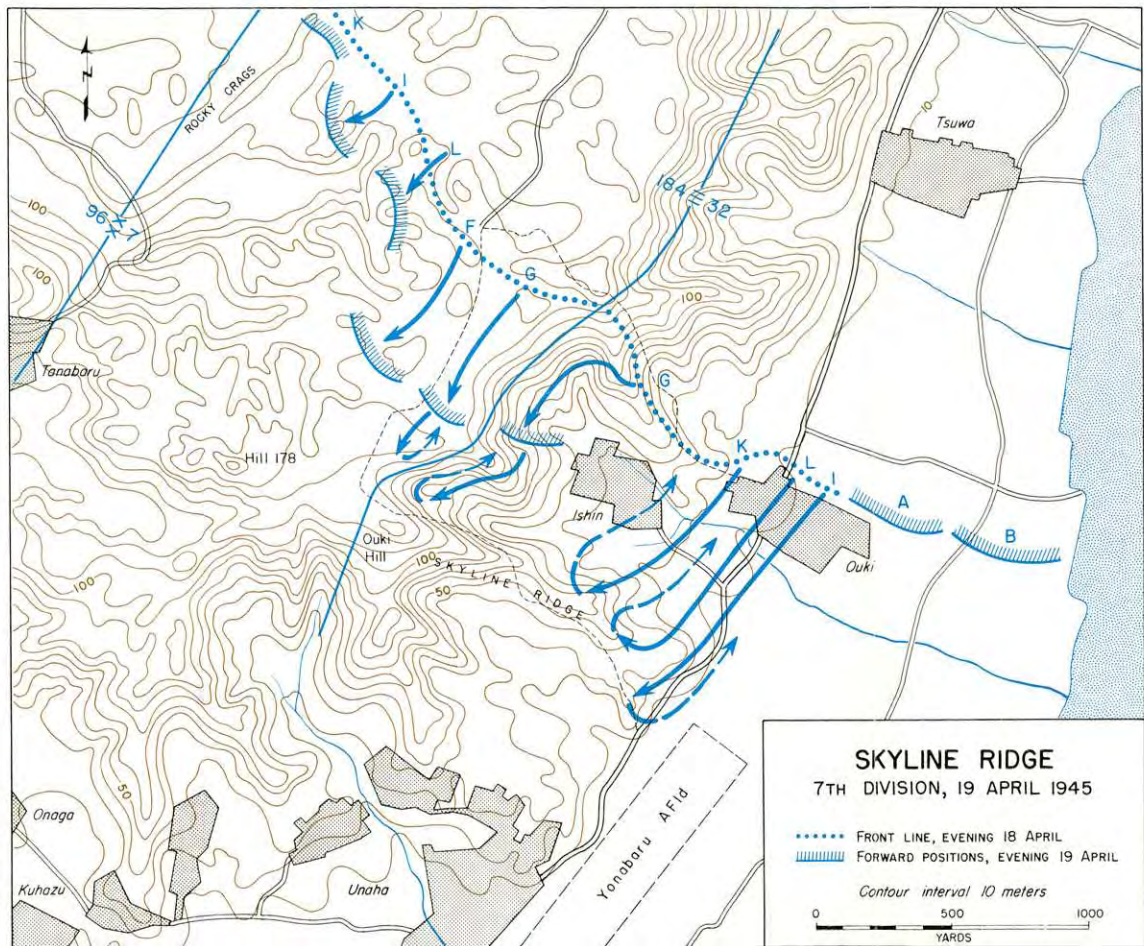 K
I
ROCKY CRAGS
L
10
Tsuwa
100
96 7
184 32
F
G
100
100
Tanabaru
G
Hill 178
K
L
I
A
B
Ishin
Ouki
Ouki
Hill
100
100
SKYLINE RIDGE
50
50
Onaga
Kuhazu
Unaha
Yonabaru AFld
SKYLINE RIDGE
7TH DIVISION, 19 APRIL 1945
FRONT LINE, EVENING 18 APRIL
FORWARD POSITIONS, EVENING 19 APRIL
Contour interval 10 meters
0 500 1000
YARDS